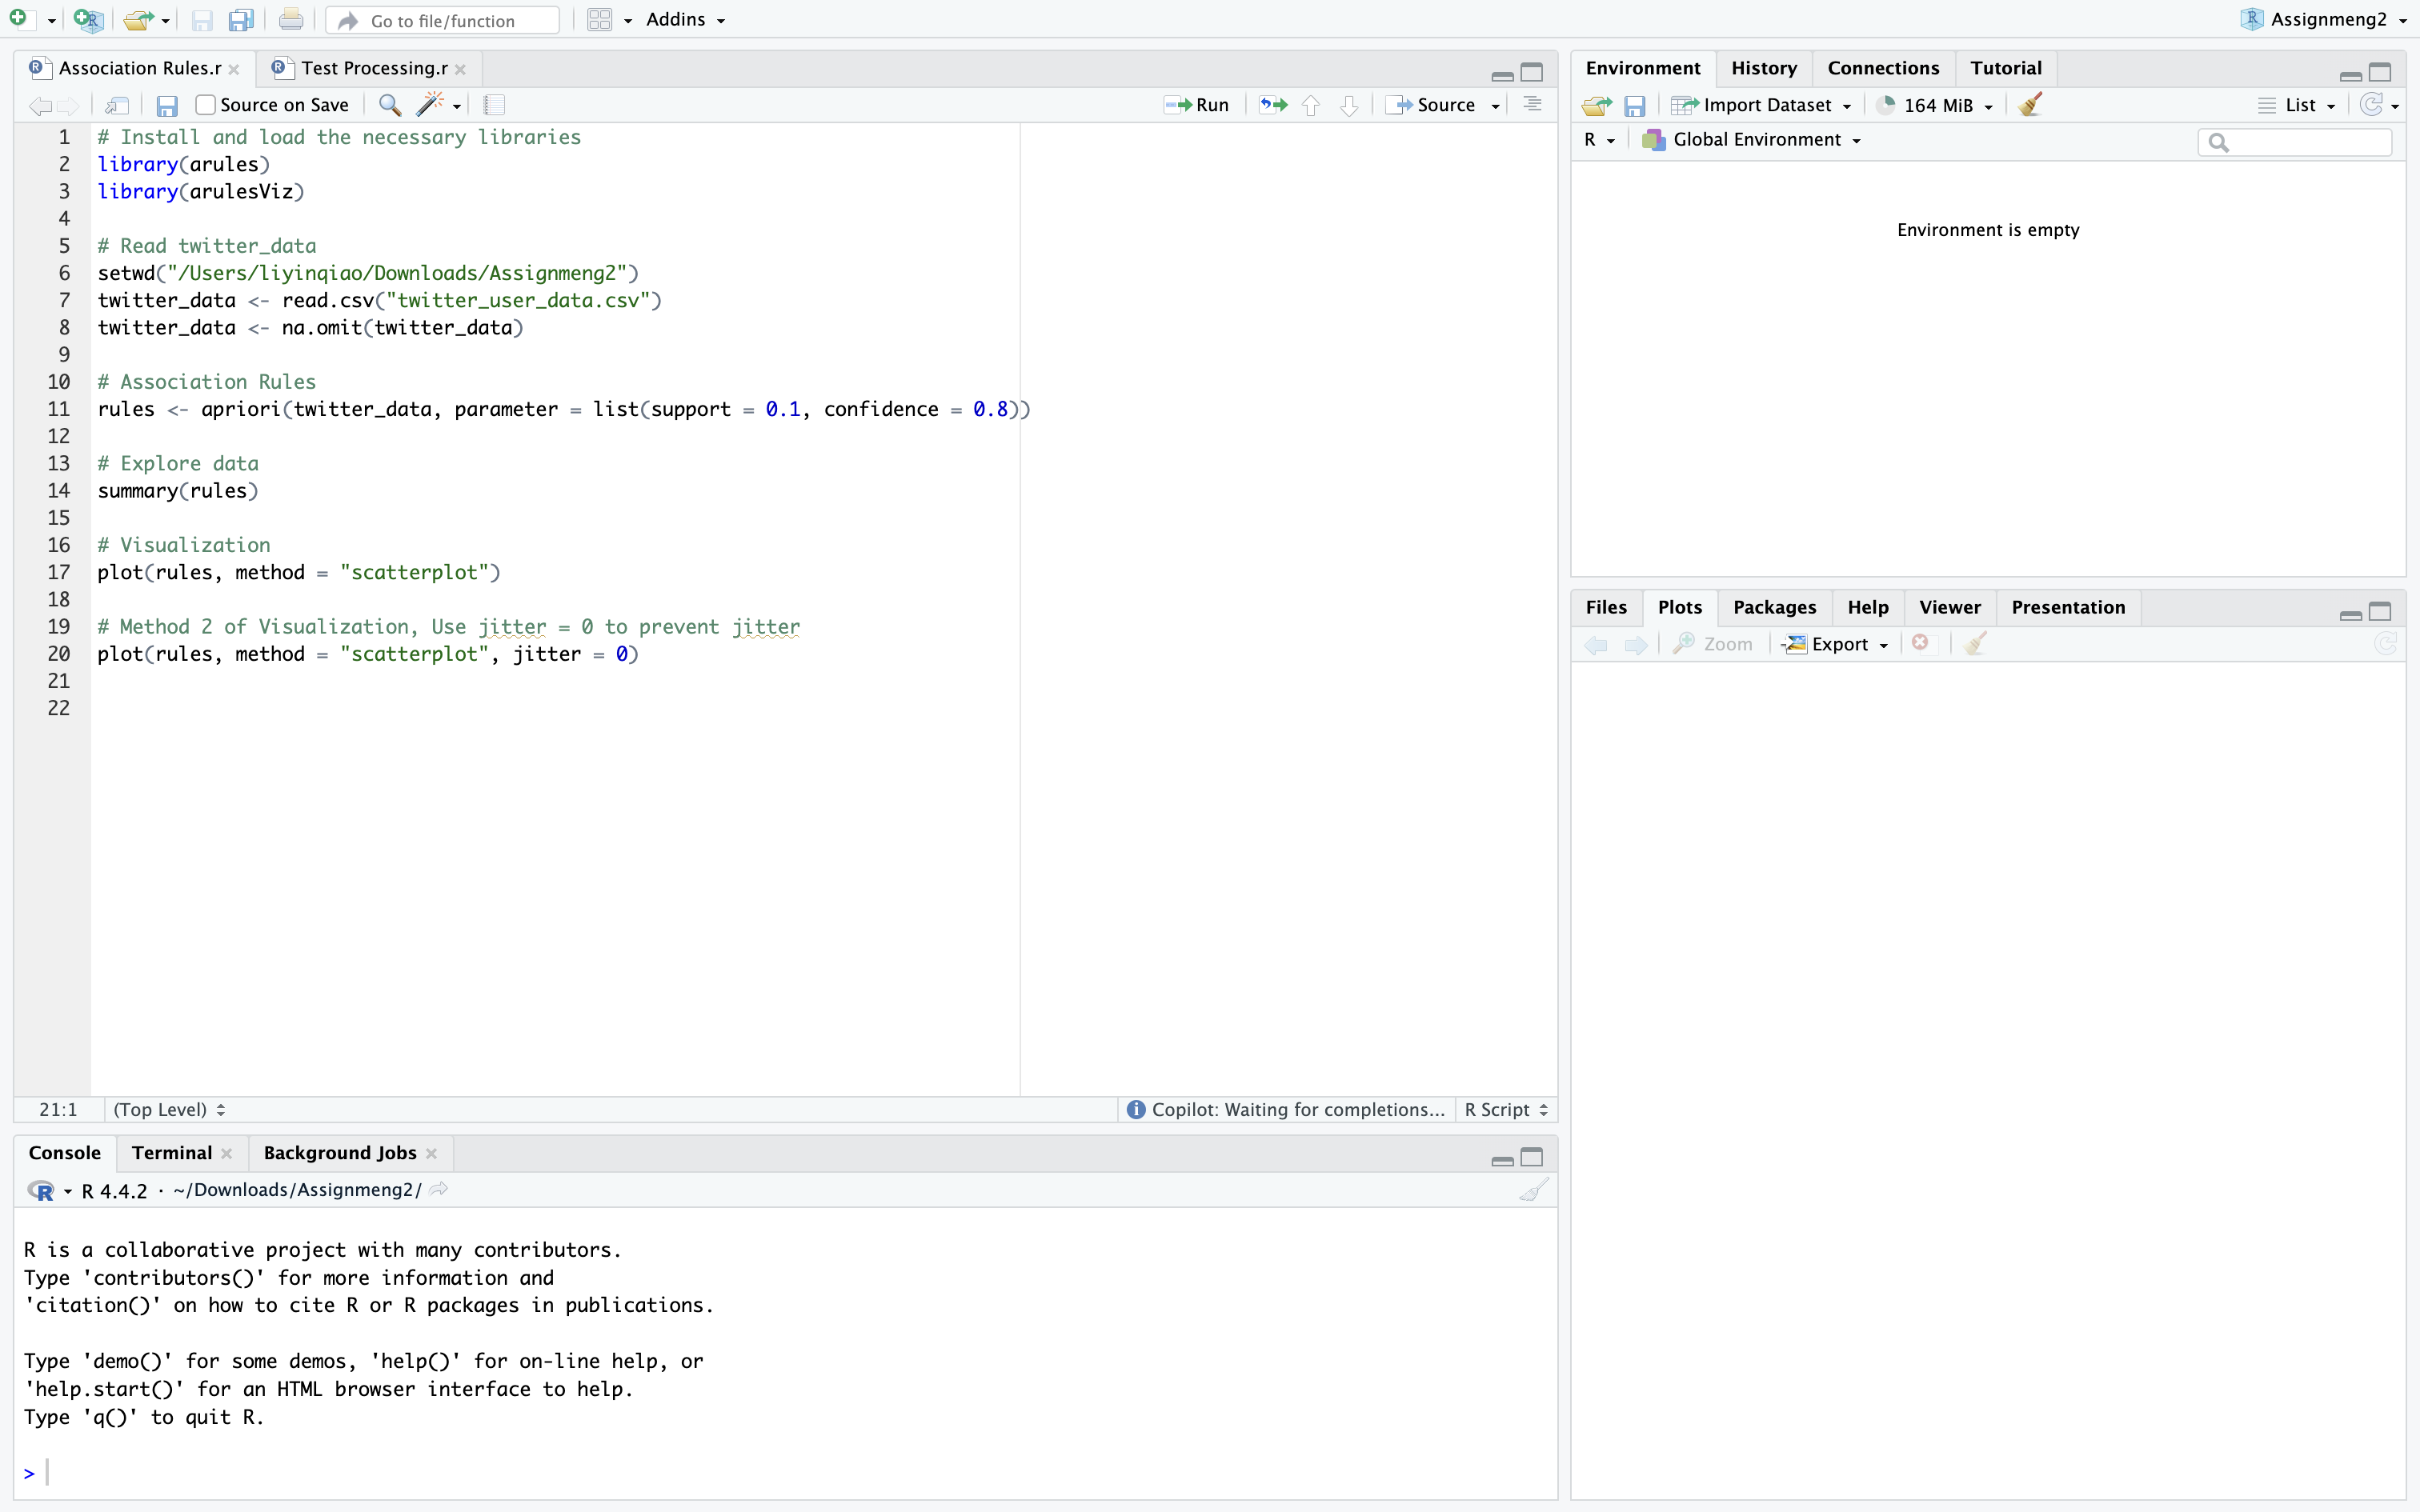 Go to file/function
Addins
Assignmeng2
Association Rules.r
Test Processing.r
Source on Save
Run
Source
1 # Install and load the necessary libraries
2 library(arules)
3 library(arulesViz)
4
5 # Read twitter_data
6 setwd("/Users/liyinqiao/Downloads/Assignmeng2")
7 twitter_data <- read.csv("twitter_user_data.csv")
8 twitter_data <- na.omit(twitter_data)
9
10 # Association Rules
11 rules <- apriori(twitter_data, parameter = list(support = 0.1, confidence = 0.8))
12
13 # Explore data
14 summary(rules)
15
16 # Visualization
17 plot(rules, method = "scatterplot")
18
19 # Method 2 of Visualization, Use jitter = 0 to prevent jitter
20 plot(rules, method = "scatterplot", jitter = 0)
21
22
21:1 (Top Level) Copilot: Waiting for completions... R Script
Console Terminal Background Jobs
R 4.4.2 · ~/Downloads/Assignmeng2/
R is a collaborative project with many contributors.
Type 'contributors()' for more information and
'citation()' on how to cite R or R packages in publications.
Type 'demo()' for some demos, 'help()' for on-line help, or
'help.start()' for an HTML browser interface to help.
Type 'q()' to quit R.
>
Environment History Connections Tutorial
Import Dataset 164 MiB List
R Global Environment
Environment is empty
Files Plots Packages Help Viewer Presentation
Zoom Export